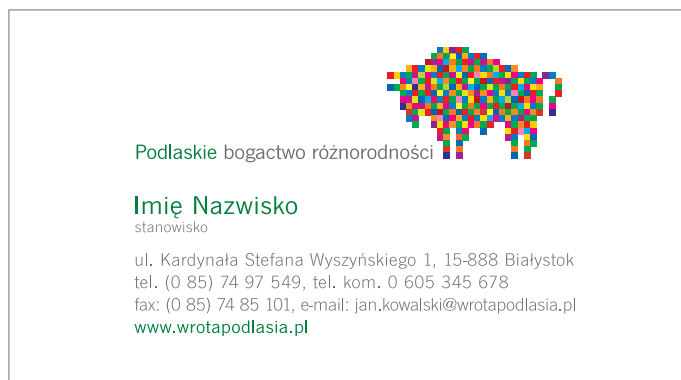 Podlaskie bogactwo różnorodności
Imię Nazwisko
stanowisko
ul. Kardynała Stefana Wyszyńskiego 1, 15-888 Białystok
tel. (0 85) 74 97 549, tel. kom. 0 605 345 678
fax: (0 85) 74 85 101, e-mail: jan.kowalski@wrotapodlasia.pl
www.wrotapodlasia.pl